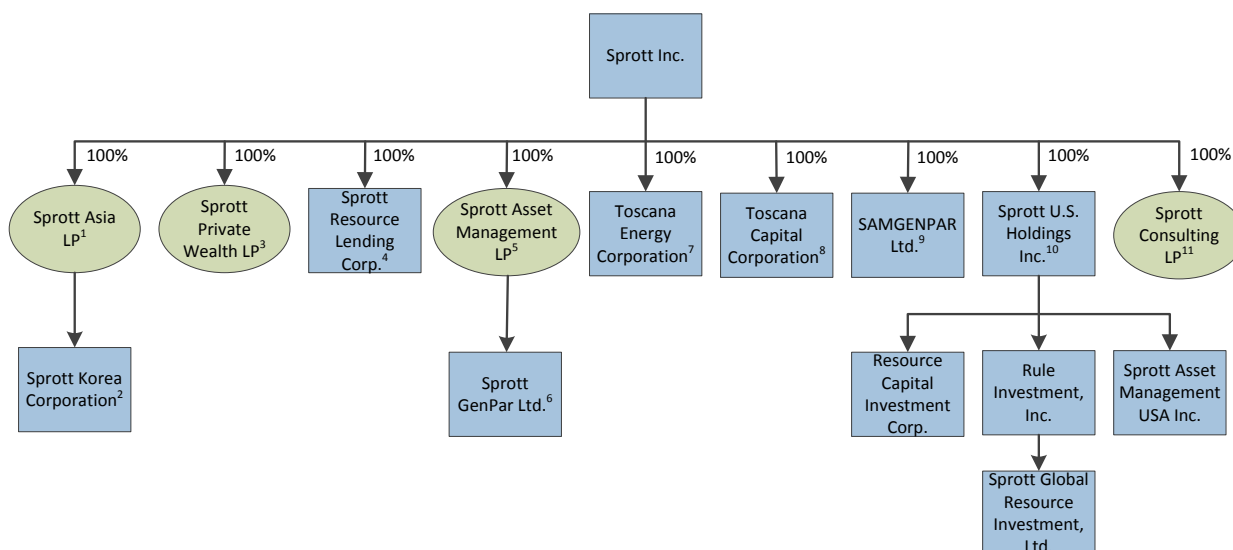 Sprott Inc.
100%
100%
100%
100%
100%
100%
100%
100%
100%
Sprott Asia
LP1
Sprott
Private
Wealth LP3
Sprott
Resource
Lending
Corp.4
Sprott Asset
Management
LP5
Toscana
Energy
Corporation7
Toscana
Capital
Corporation8
SAMGENPAR
Ltd.9
Sprott U.S.
Holdings
Inc.10
Sprott
Consulting
LP11
Sprott Korea
Corporation2
Sprott
GenPar Ltd.6
Resource
Capital
Investment
Corp.
Rule
Investment,
Inc.
Sprott Asset
Management
USA Inc.
Sprott Global
Resource
Investment,
Ltd